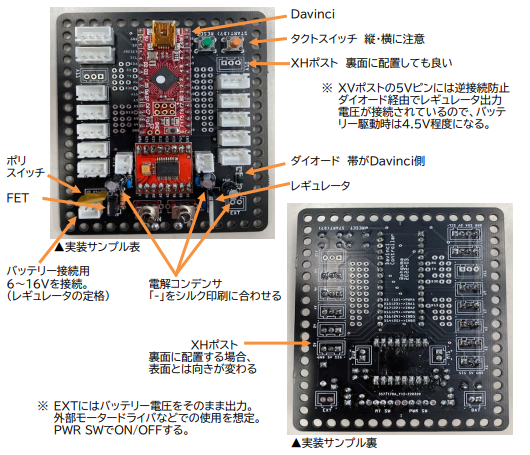 Davinci
タクトスイッチ 縦・横に注意
XHポスト 裏面に配置しても良い
※ XVポストの5Vピンには逆接続防止
ダイオード経由でレギュレータ出力
電圧が接続されているので、バッテ
リー駆動時は4.5V程度になる。
ダイオード 帯がDavinci側
レギュレータ
ポリ
スイッチ
FET
▲実装サンプル表
バッテリー接続用
6～16Vを接続。
(レギュレータの定格)
電解コンデンサ
「-」をシルク印刷に合わせる
XHポスト
裏面に配置する場合、
表面とは向きが変わる
※ EXTにはバッテリー電圧をそのまま出力。
外部モータードライバなどでの使用を想定。
PWR SWでON/OFFする。
▲実装サンプル裏
Davinci
Controller
EXT
MT SW
PWR SW
BAT
EXT